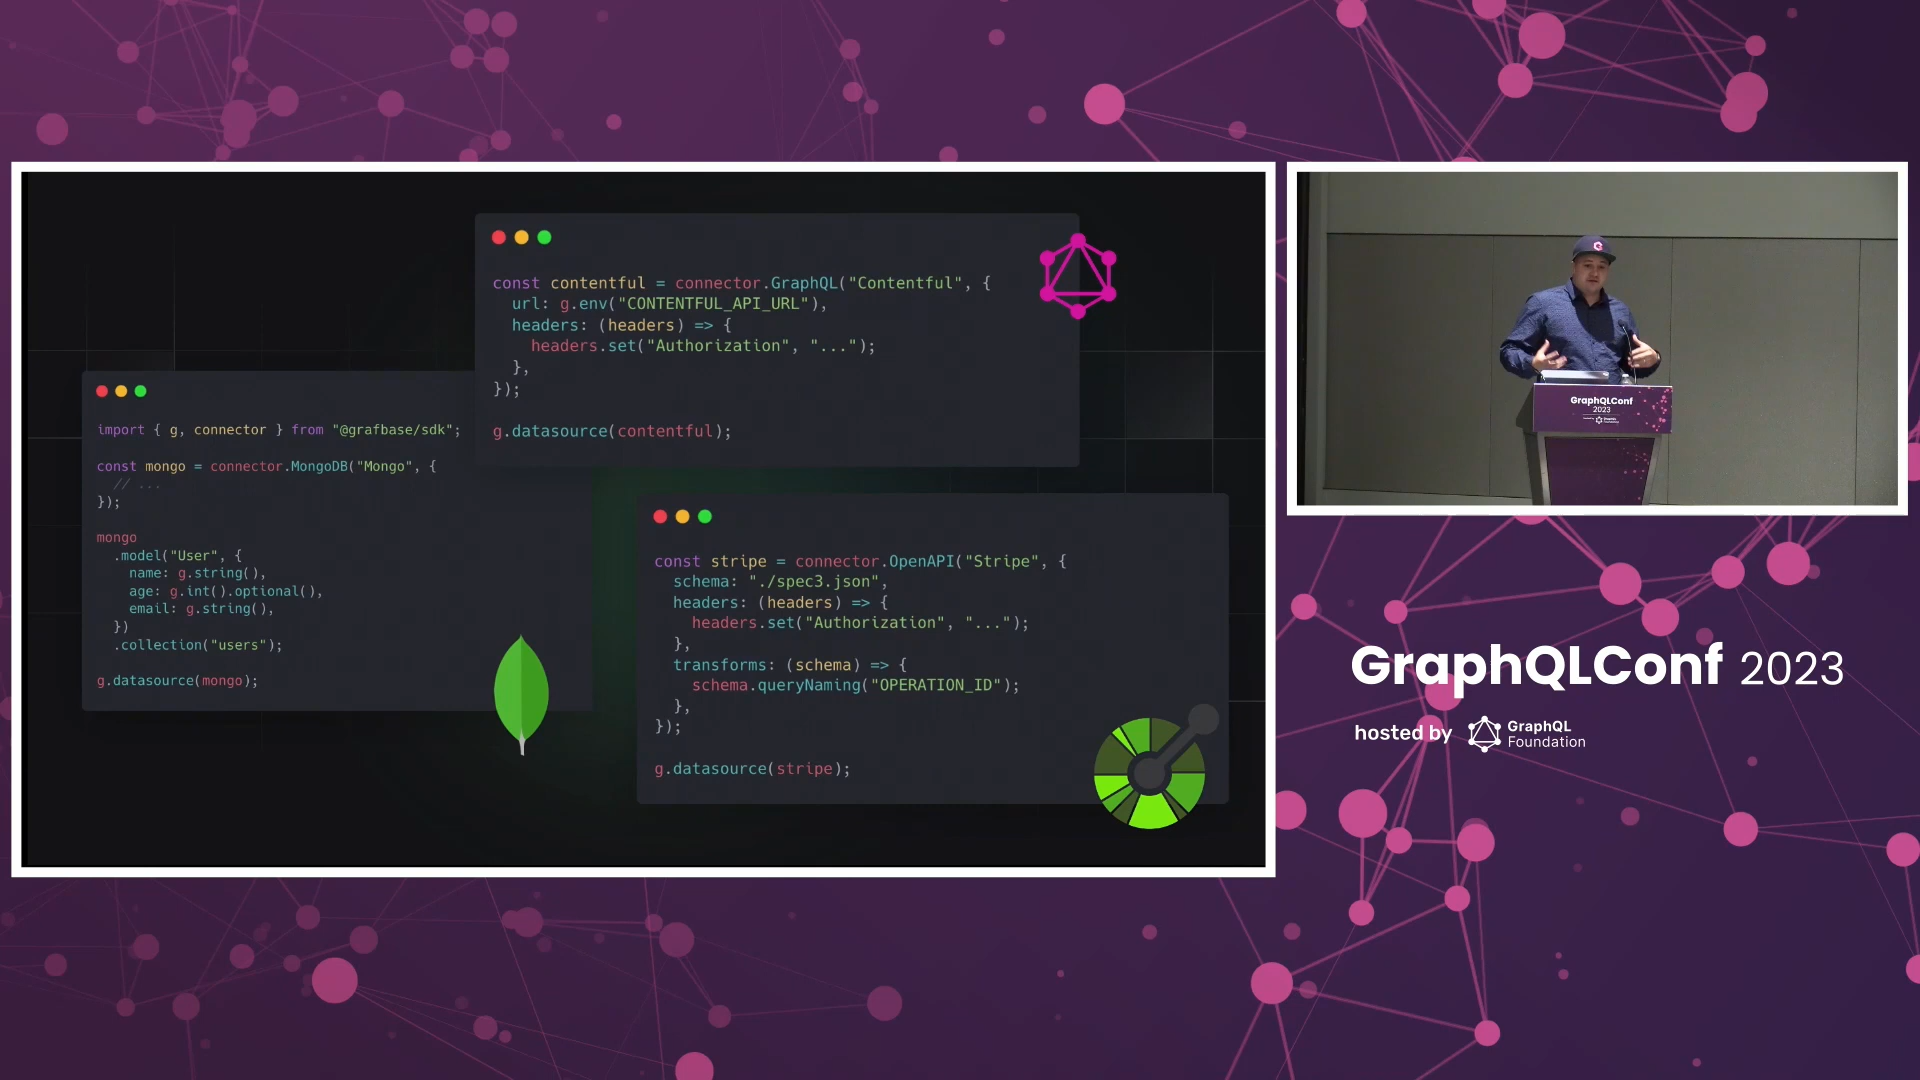 const contentful = connector.GraphQL("Contentful", {
url: g.env("CONTENTFUL_API_URL"),
headers: (headers) => {
headers.set("Authorization", "...");
},
});
g.datasource(contentful);
import { g, connector } from "@grafbase/sdk";
const mongo = connector.MongoDB("Mongo", {
// ...
});
mongo
.model("User", {
name: g.string(),
age: g.int().optional(),
email: g.string(),
})
.collection("users");
g.datasource(mongo);
const stripe = connector.OpenAPI("Stripe", {
schema: "./spec3.json",
headers: (headers) => {
headers.set("Authorization", "...");
},
transforms: (schema) => {
schema.queryNaming("OPERATION_ID");
},
});
g.datasource(stripe);
GraphQLConf
2023
GraphQLConf 2023
hosted by
GraphQL
Foundation